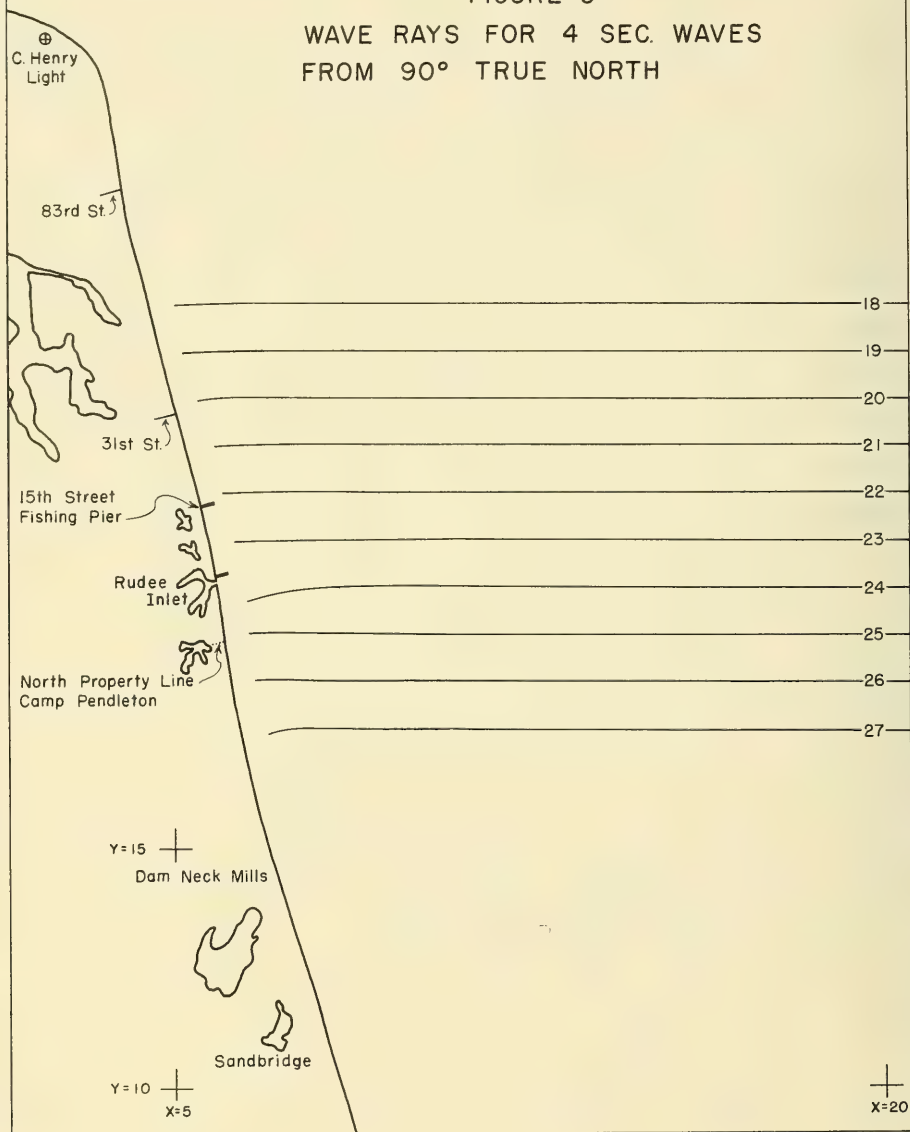 WAVE RAYS FOR 4 SEC. WAVES
FROM 90° TRUE NORTH
C. Henry
Light
83rd St.
18
19
20
31st St.
21
15th Street
Fishing Pier
22
23
Rudee
Inlet
24
25
North Property Line
Camp Pendleton
26
27
Y=15
Dam Neck Mills
Sandbridge
Y=10
X=5
X=20